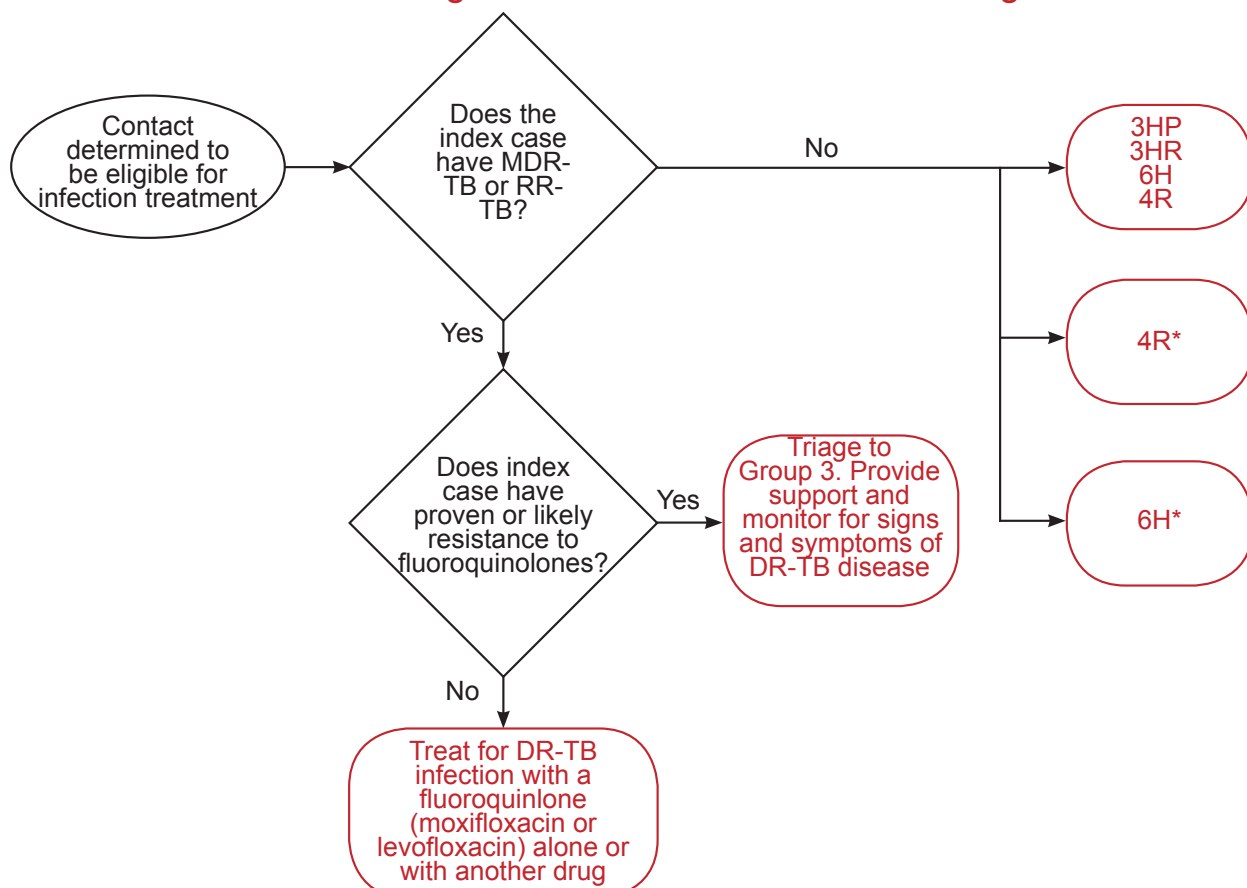 Contact
determined to
be eligible for
infection treatment
Does the
index case
have MDR-
TB or RR-
TB?
No
3HP
3HR
6H
4R
4R*
6H*
Yes
Does index
case have
proven or likely
resistance to
fluoroquinolones?
Yes
Triage to
Group 3. Provide
support and
monitor for signs
and symptoms of
DR-TB disease
No
Treat for DR-TB
infection with a
fluoroquinlone
(moxifloxacin or
levofloxacin) alone or
with another drug